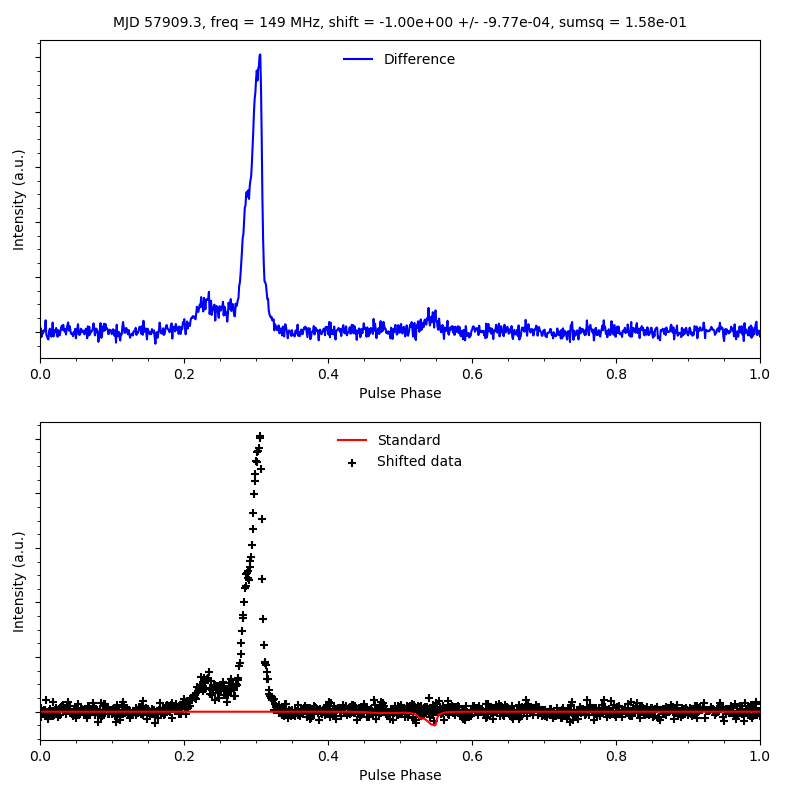 MJD 57909.3, freq = 149 MHz, shift = -1.00e+00 +/- -9.77e-04, sumsq = 1.58e-01
Difference
Intensity (a.u.)
0.0 0.2 0.4 0.6 0.8 1.0
Pulse Phase
Standard
Shifted data
Intensity (a.u.)
0.0 0.2 0.4 0.6 0.8 1.0
Pulse Phase